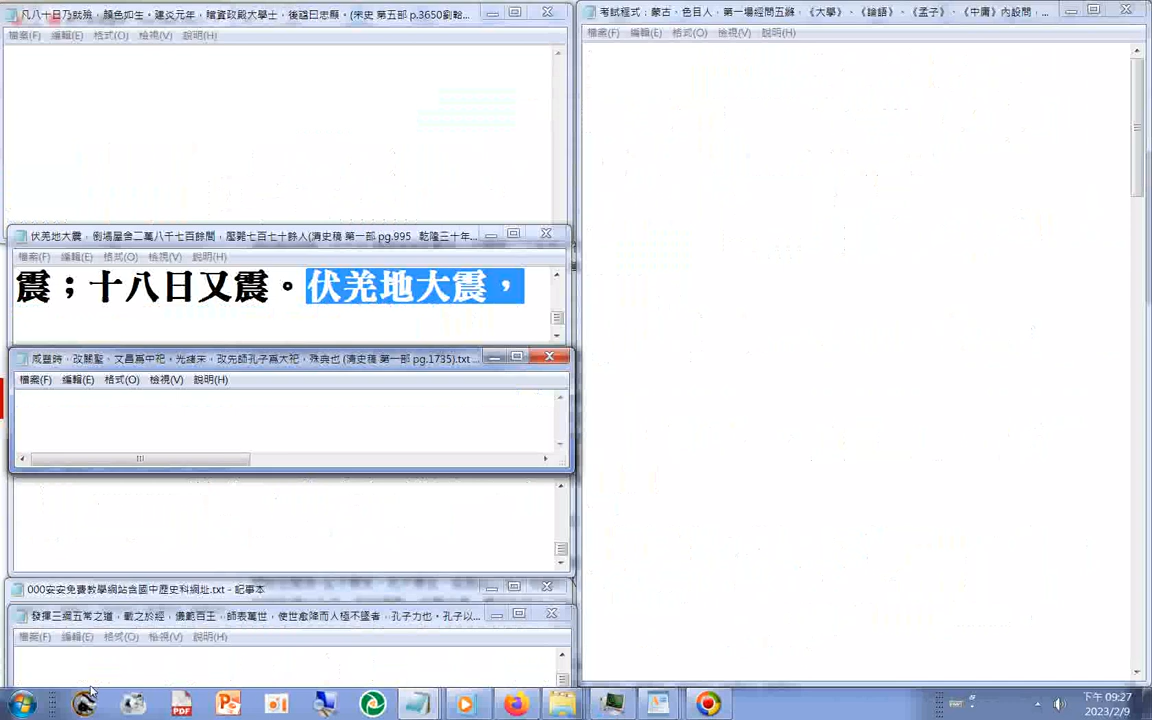 凡八十日乃就殮，顏色如生。建炎元年，贈資政殿大學士，後諡曰忠顯。(宋史 第五部 p.3650劉韐...
檔案(F) 編輯(E) 格式(O) 檢視(V) 說明(H)
考試程式：蒙古、色目人，第一場經問五條，《大學》、《論語》、《孟子》、《中庸》內設問，...
檔案(F) 編輯(E) 格式(O) 檢視(V) 說明(H)
伏羌地大震，倒塌屋舍二萬八千七百餘間，壓斃七百七十餘人(清史稿 第一部 pg.995 乾隆三十年...
檔案(F) 編輯(E) 格式(O) 檢視(V) 說明(H)
震；十八日又震。伏羌地大震，
咸豐時，改關聖、文昌為中祀，光緒末，改先師孔子為大祀，殊典也 (清史稿 第一部 pg.1735).txt ...
檔案(F) 編輯(E) 格式(O) 檢視(V) 說明(H)
000安安免費教學網站含國中歷史科網址.txt - 記事本
發揮三綱五常之道，載之於經，儀範百王，師表萬世，使世愈降而人極不墜者，孔子力也。孔子以...
檔案(F) 編輯(E) 格式(O) 檢視(V) 說明(H)
PDF
下午 09:27
2023/2/9